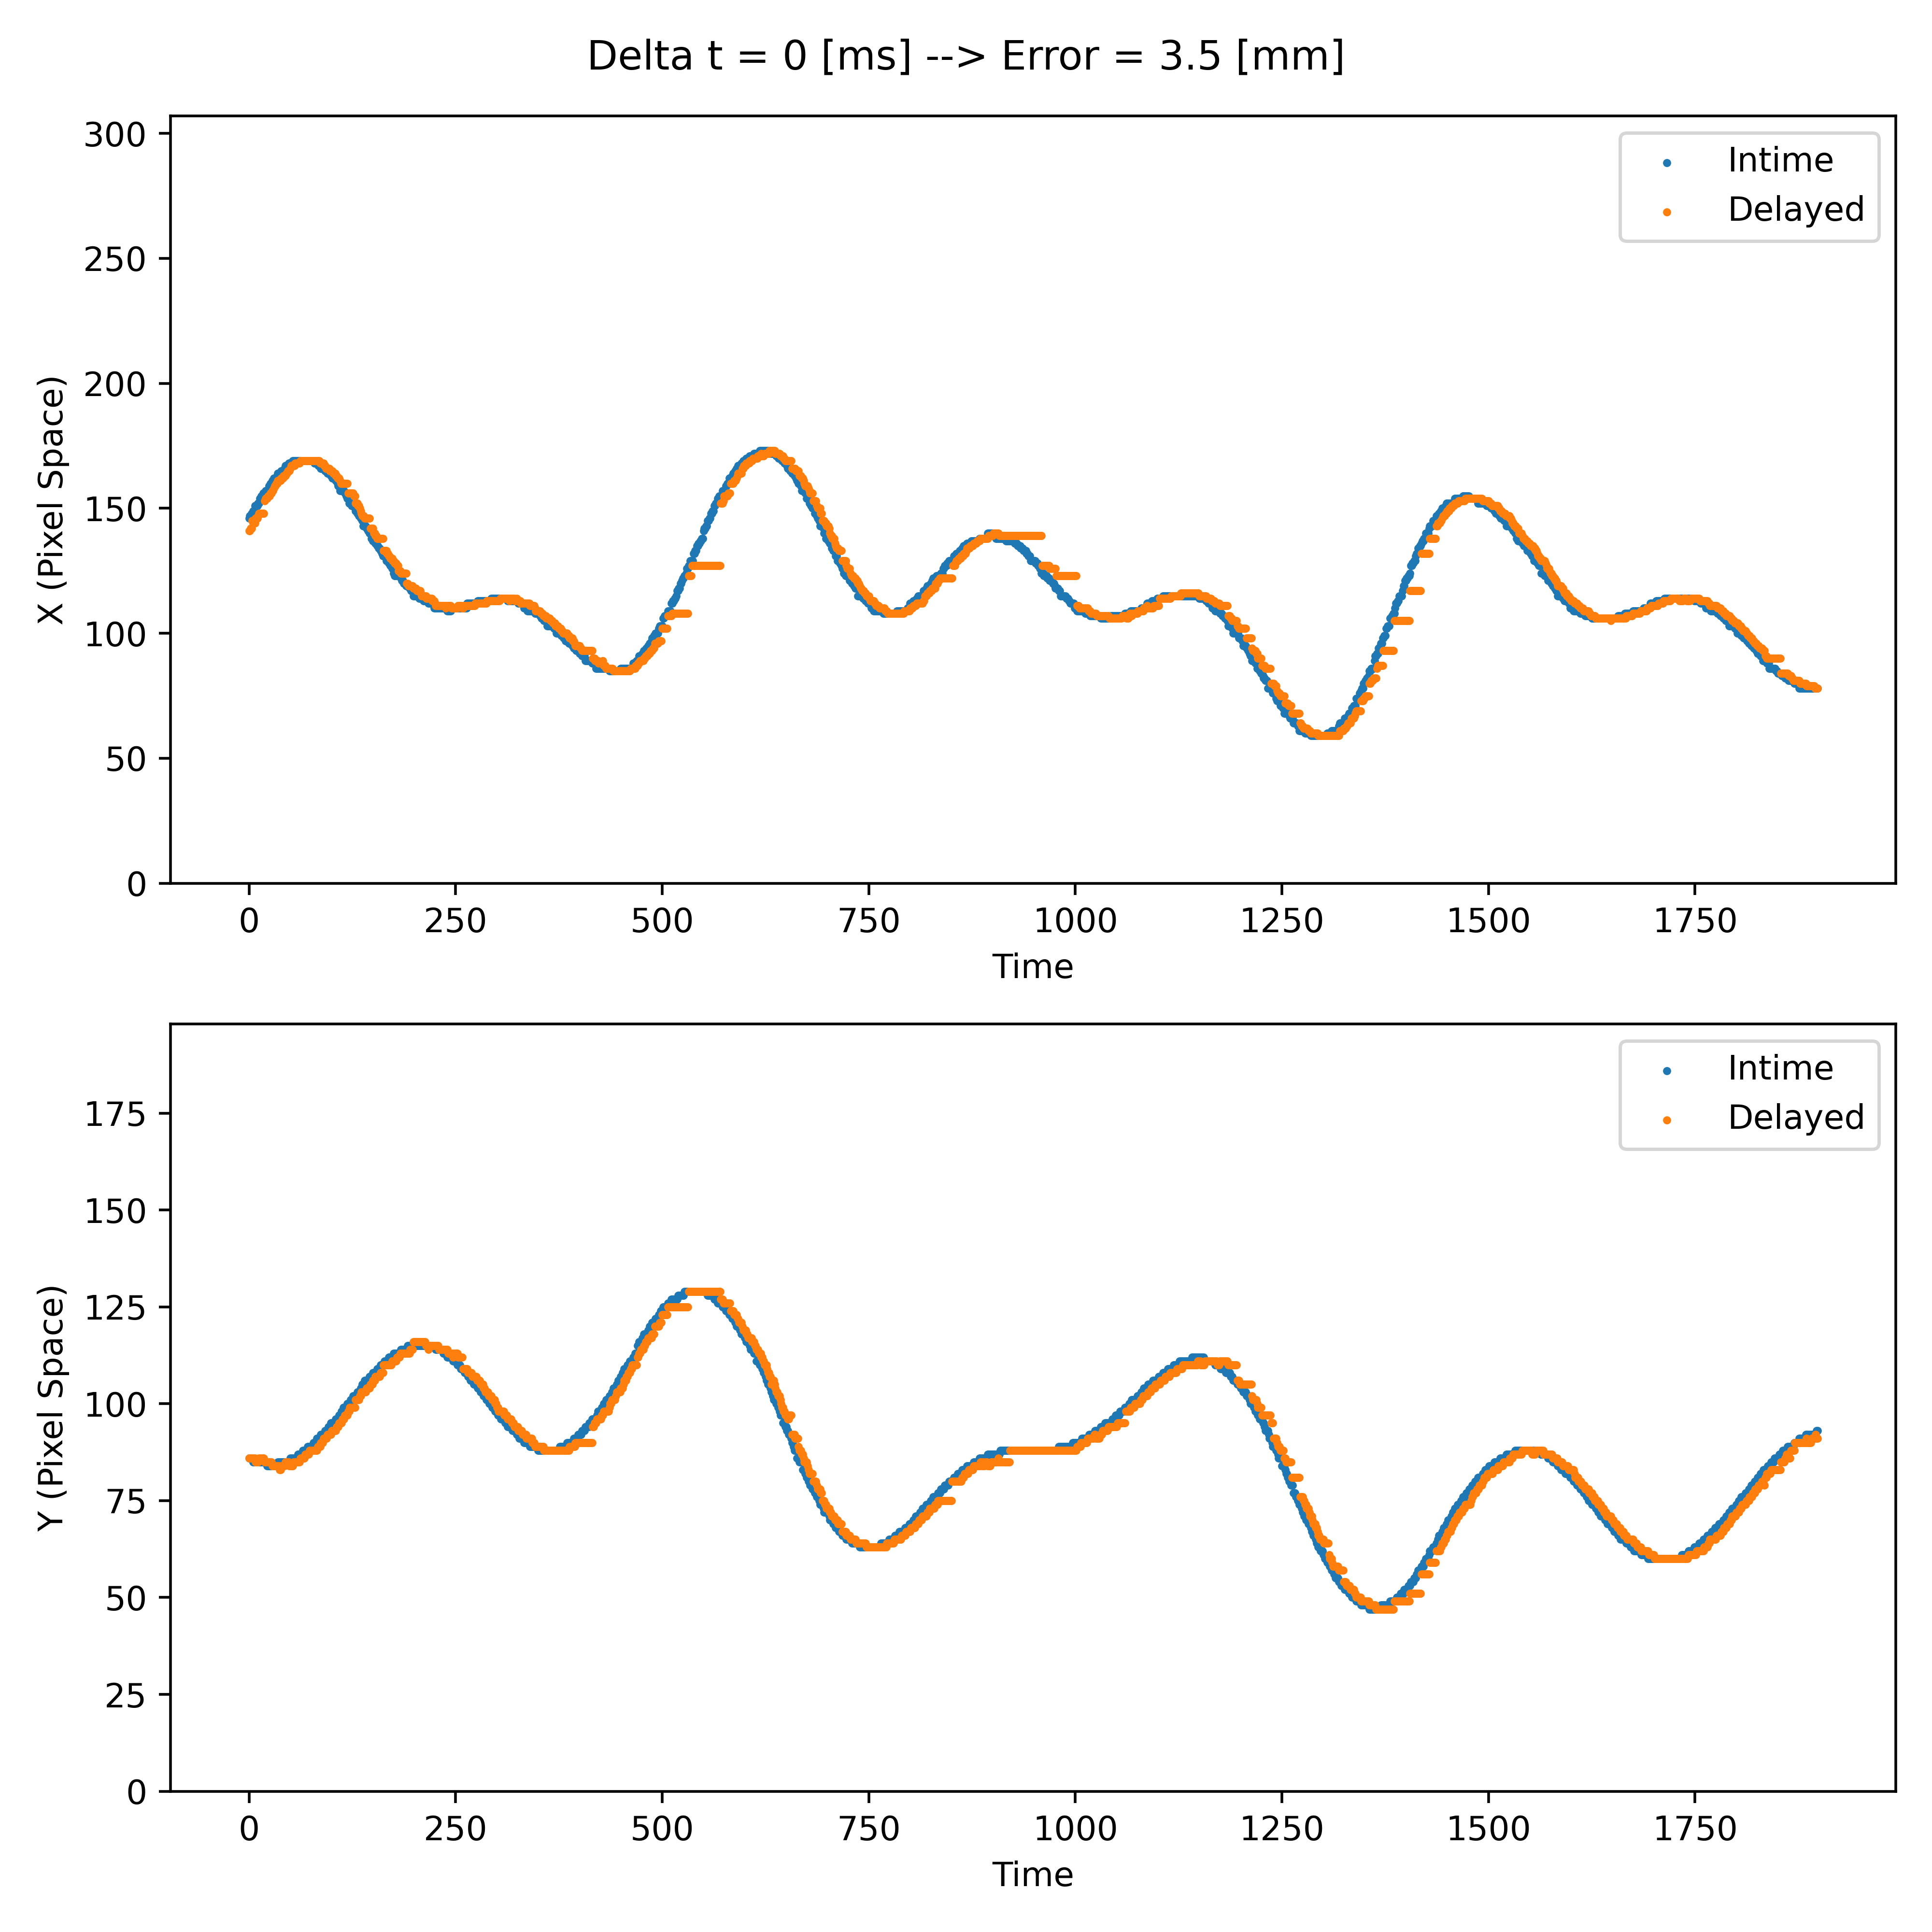 Delta t = 0 [ms] --> Error = 3.5 [mm]
300
250
200
150
100
50
0
X (Pixel Space)
Intime
Delayed
0 250 500 750 1000 1250 1500 1750
Time
175
150
125
100
75
50
25
0
Y (Pixel Space)
Intime
Delayed
0 250 500 750 1000 1250 1500 1750
Time